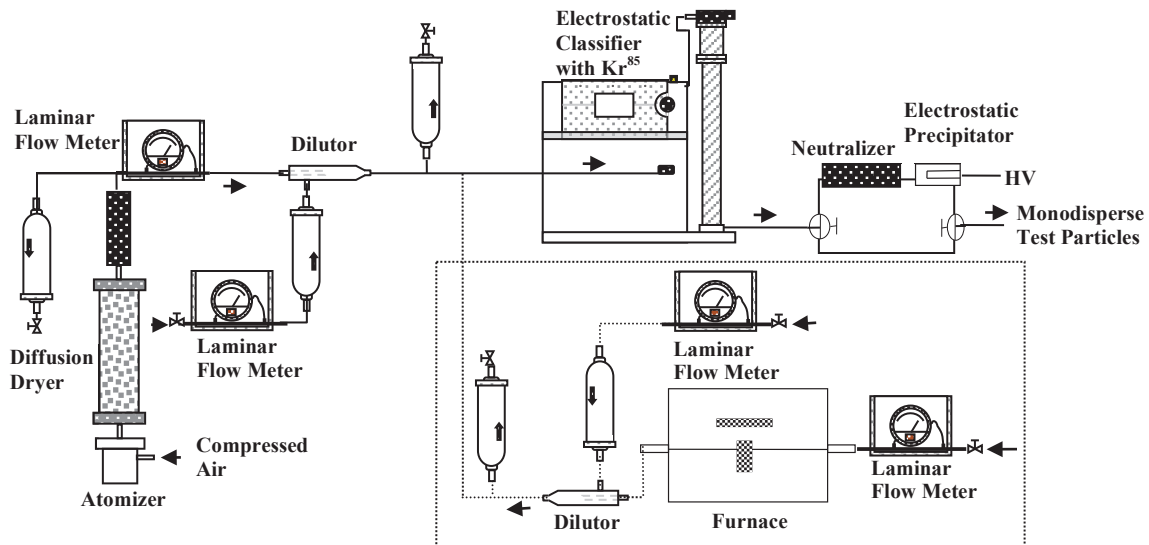 Electrostatic
Classifier
with Kr85
Laminar
Flow Meter
Dilutor
Electrostatic
Precipitator
Neutralizer
HV
Monodisperse
Test Particles
Diffusion
Dryer
Laminar
Flow Meter
Laminar
Flow Meter
Compressed
Air
Atomizer
Laminar
Flow Meter
Dilutor
Furnace